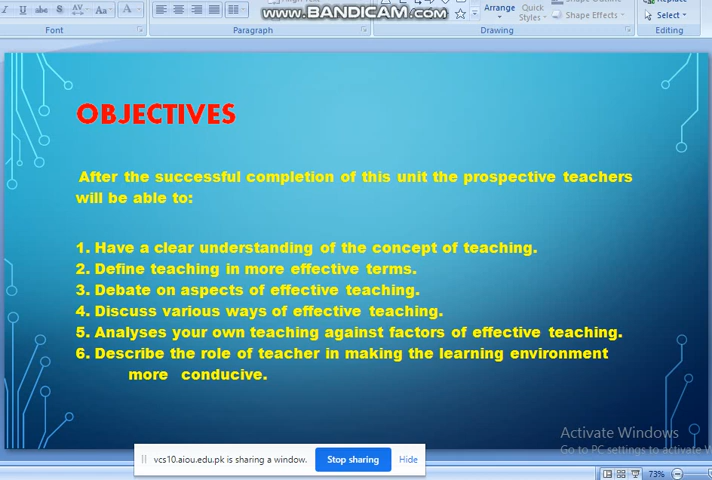 www.BANDICAM.com
Arrange
Quick
Styles
Shape Effects
Replace
Select
Font
Paragraph
Drawing
Editing
OBJECTIVES
After the successful completion of this unit the prospective teachers
will be able to:
1. Have a clear understanding of the concept of teaching.
2. Define teaching in more effective terms.
3. Debate on aspects of effective teaching.
4. Discuss various ways of effective teaching.
5. Analyses your own teaching against factors of effective teaching.
6. Describe the role of teacher in making the learning environment
more conducive.
Activate Windows
Go to PC settings to activate W
vcs10.aiou.edu.pk is sharing a window.
Stop sharing
Hide
73%